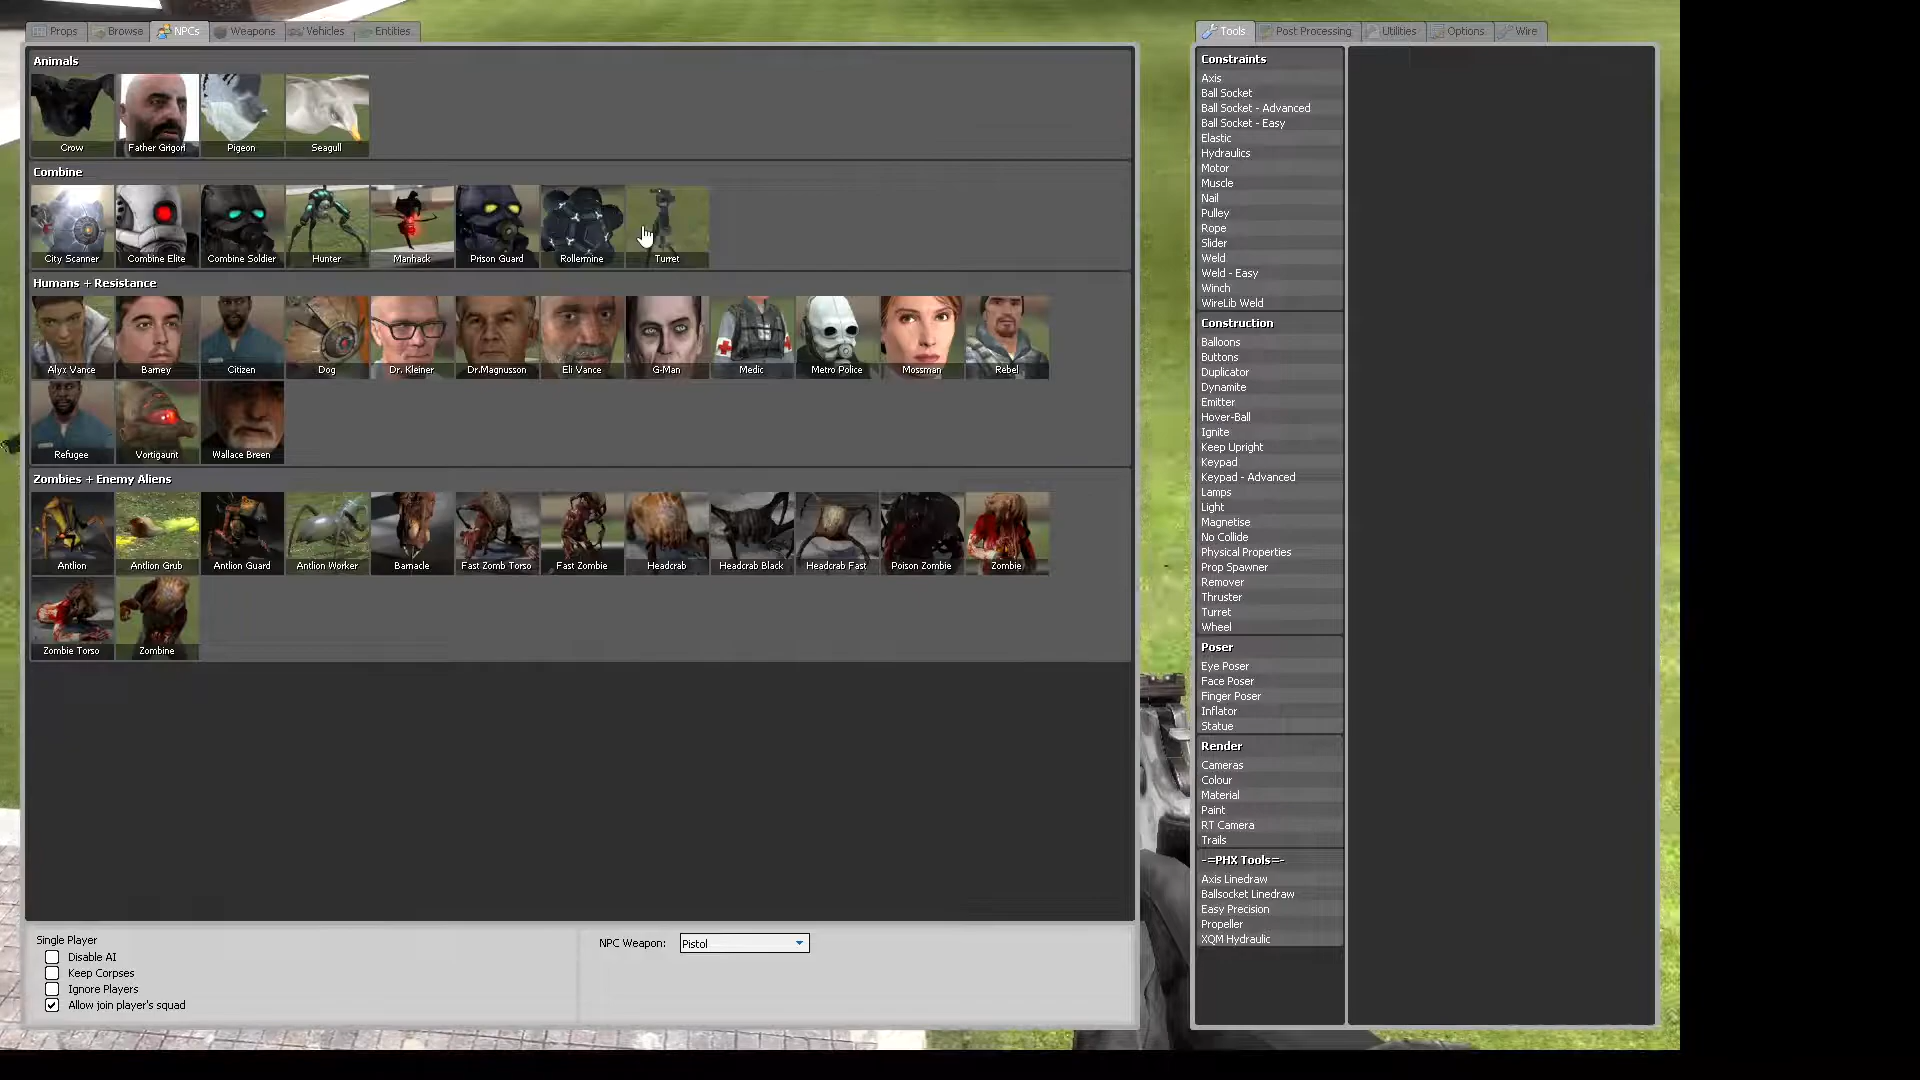 Props Browse NPCs Weapons Vehicles Entities
Animals
Crow Father Grigori Pigeon Seagull
Combine
City Scanner Combine Elite Combine Soldier Hunter Manhack Prison Guard Rollermine Turret
Humans + Resistance
Alyx Vance Barney Citizen Dog Dr. Kleiner Dr.Magnusson Eli Vance G-Man Medic Metro Police Mossman Rebel
Refugee Vortigaunt Wallace Breen
Zombies + Enemy Aliens
Antlion Antlion Grub Antlion Guard Antlion Worker Barnacle Fast Zomb Torso Fast Zombie Headcrab Headcrab Black Headcrab Fast Poison Zombie Zombie
Zombie Torso Zombine
Single Player
Disable AI
Keep Corpses
Ignore Players
Allow join player's squad
NPC Weapon: Pistol
Tools Post Processing Utilities Options Wire
Constraints
Axis
Ball Socket
Ball Socket - Advanced
Ball Socket - Easy
Elastic
Hydraulics
Motor
Muscle
Nail
Pulley
Rope
Slider
Weld
Weld - Easy
Winch
WireLib Weld
Construction
Balloons
Buttons
Duplicator
Dynamite
Emitter
Hover-Ball
Ignite
Keep Upright
Keypad
Keypad - Advanced
Lamps
Light
Magnetise
No Collide
Physical Properties
Prop Spawner
Remover
Thruster
Turret
Wheel
Poser
Eye Poser
Face Poser
Finger Poser
Inflator
Statue
Render
Cameras
Colour
Material
Paint
RT Camera
Trails
-=PHX Tools=-
Axis Linedraw
Ballsocket Linedraw
Easy Precision
Propeller
XQM Hydraulic